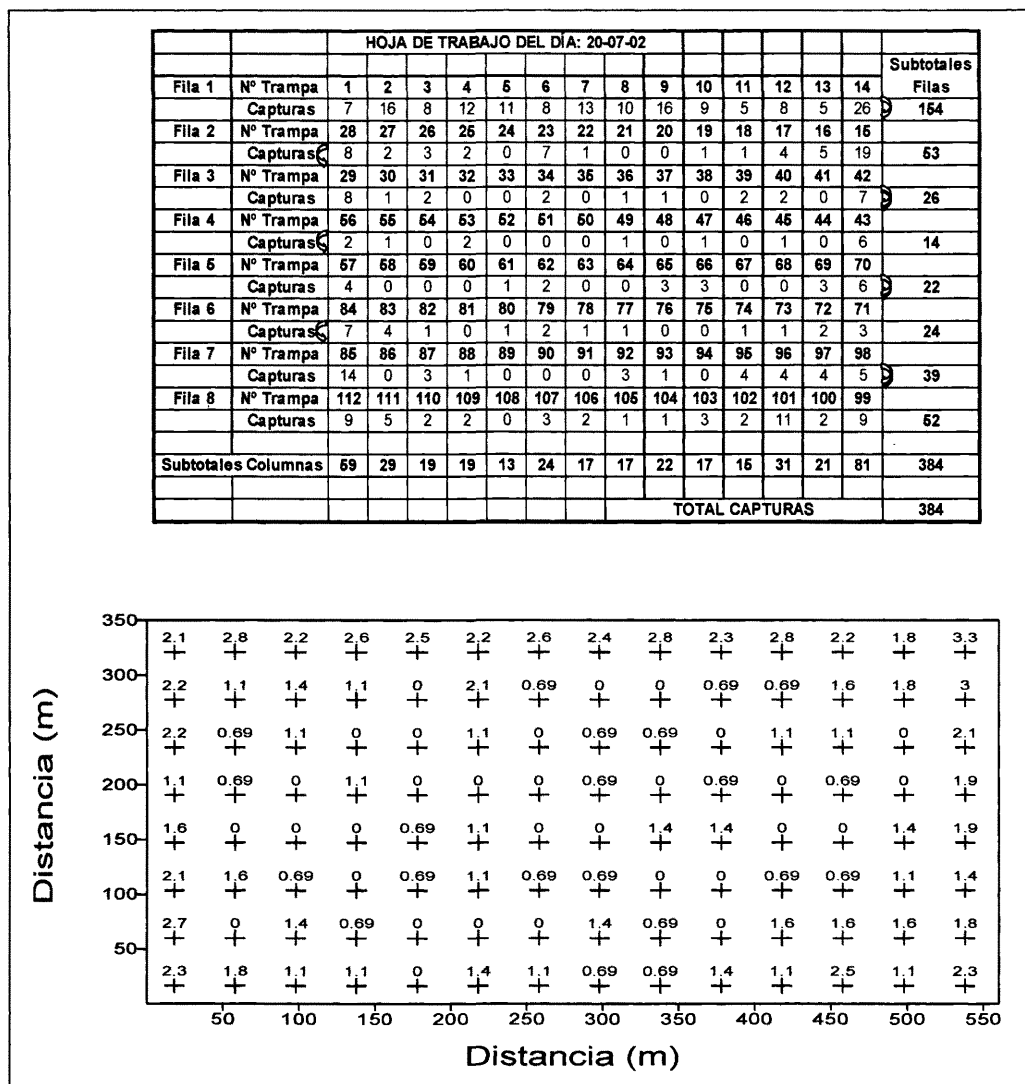 HOJA DE TRABAJO DEL DÍA: 20-07-02
Subtotales
Fila 1 Nº Trampa 1 2 3 4 5 6 7 8 9 10 11 12 13 14 Filas
Capturas 7 16 8 12 11 8 13 10 16 9 5 8 5 26 154
Fila 2 Nº Trampa 28 27 26 25 24 23 22 21 20 19 18 17 16 15
Capturas 8 2 3 2 0 7 1 0 0 1 1 4 5 19 53
Fila 3 Nº Trampa 29 30 31 32 33 34 35 36 37 38 39 40 41 42
Capturas 8 1 2 0 0 2 0 1 1 0 2 2 0 7 26
Fila 4 Nº Trampa 56 55 54 53 52 51 50 49 48 47 46 45 44 43
Capturas 2 1 0 2 0 0 0 1 0 1 0 1 0 6 14
Fila 5 Nº Trampa 57 58 59 60 61 62 63 64 65 66 67 68 69 70
Capturas 4 0 0 0 1 2 0 0 3 3 0 0 3 6 22
Fila 6 Nº Trampa 84 83 82 81 80 79 78 77 76 75 74 73 72 71
Capturas 7 4 1 0 1 2 1 1 0 0 1 1 2 3 24
Fila 7 Nº Trampa 85 86 87 88 89 90 91 92 93 94 95 96 97 98
Capturas 14 0 3 1 0 0 0 3 1 0 4 4 4 5 39
Fila 8 Nº Trampa 112 111 110 109 108 107 106 105 104 103 102 101 100 99
Capturas 9 5 2 2 0 3 2 1 1 3 2 11 2 9 52
Subtotales Columnas 59 29 19 19 13 24 17 17 22 17 15 31 21 81 384
TOTAL CAPTURAS 384
350
2.1 2.8 2.2 2.6 2.5 2.2 2.6 2.4 2.8 2.3 2.8 2.2 1.8 3.3
300
2.2 1.1 1.4 1.1 0 2.1 0.69 0 0 0.69 0.69 1.6 1.8 3
250
2.2 0.69 1.1 0 0 1.1 0 0.69 0.69 0 1.1 1.1 0 2.1
200
1.1 0.69 0 1.1 0 0 0 0.69 0 0.69 0 0.69 0 1.9
150
1.6 0 0 0 0.69 1.1 0 0 1.4 1.4 0 0 1.4 1.9
100
2.1 1.6 0.69 0 0.69 1.1 0.69 0.69 0 0 0.69 0.69 1.1 1.4
50
2.7 0 1.4 0.69 0 0 0 1.4 0.69 0 1.6 1.6 1.6 1.8
2.3 1.8 1.1 1.1 0 1.4 1.1 0.69 0.69 1.4 1.1 2.5 1.1 2.3
50 100 150 200 250 300 350 400 450 500 550
Distancia (m)
Distancia (m)